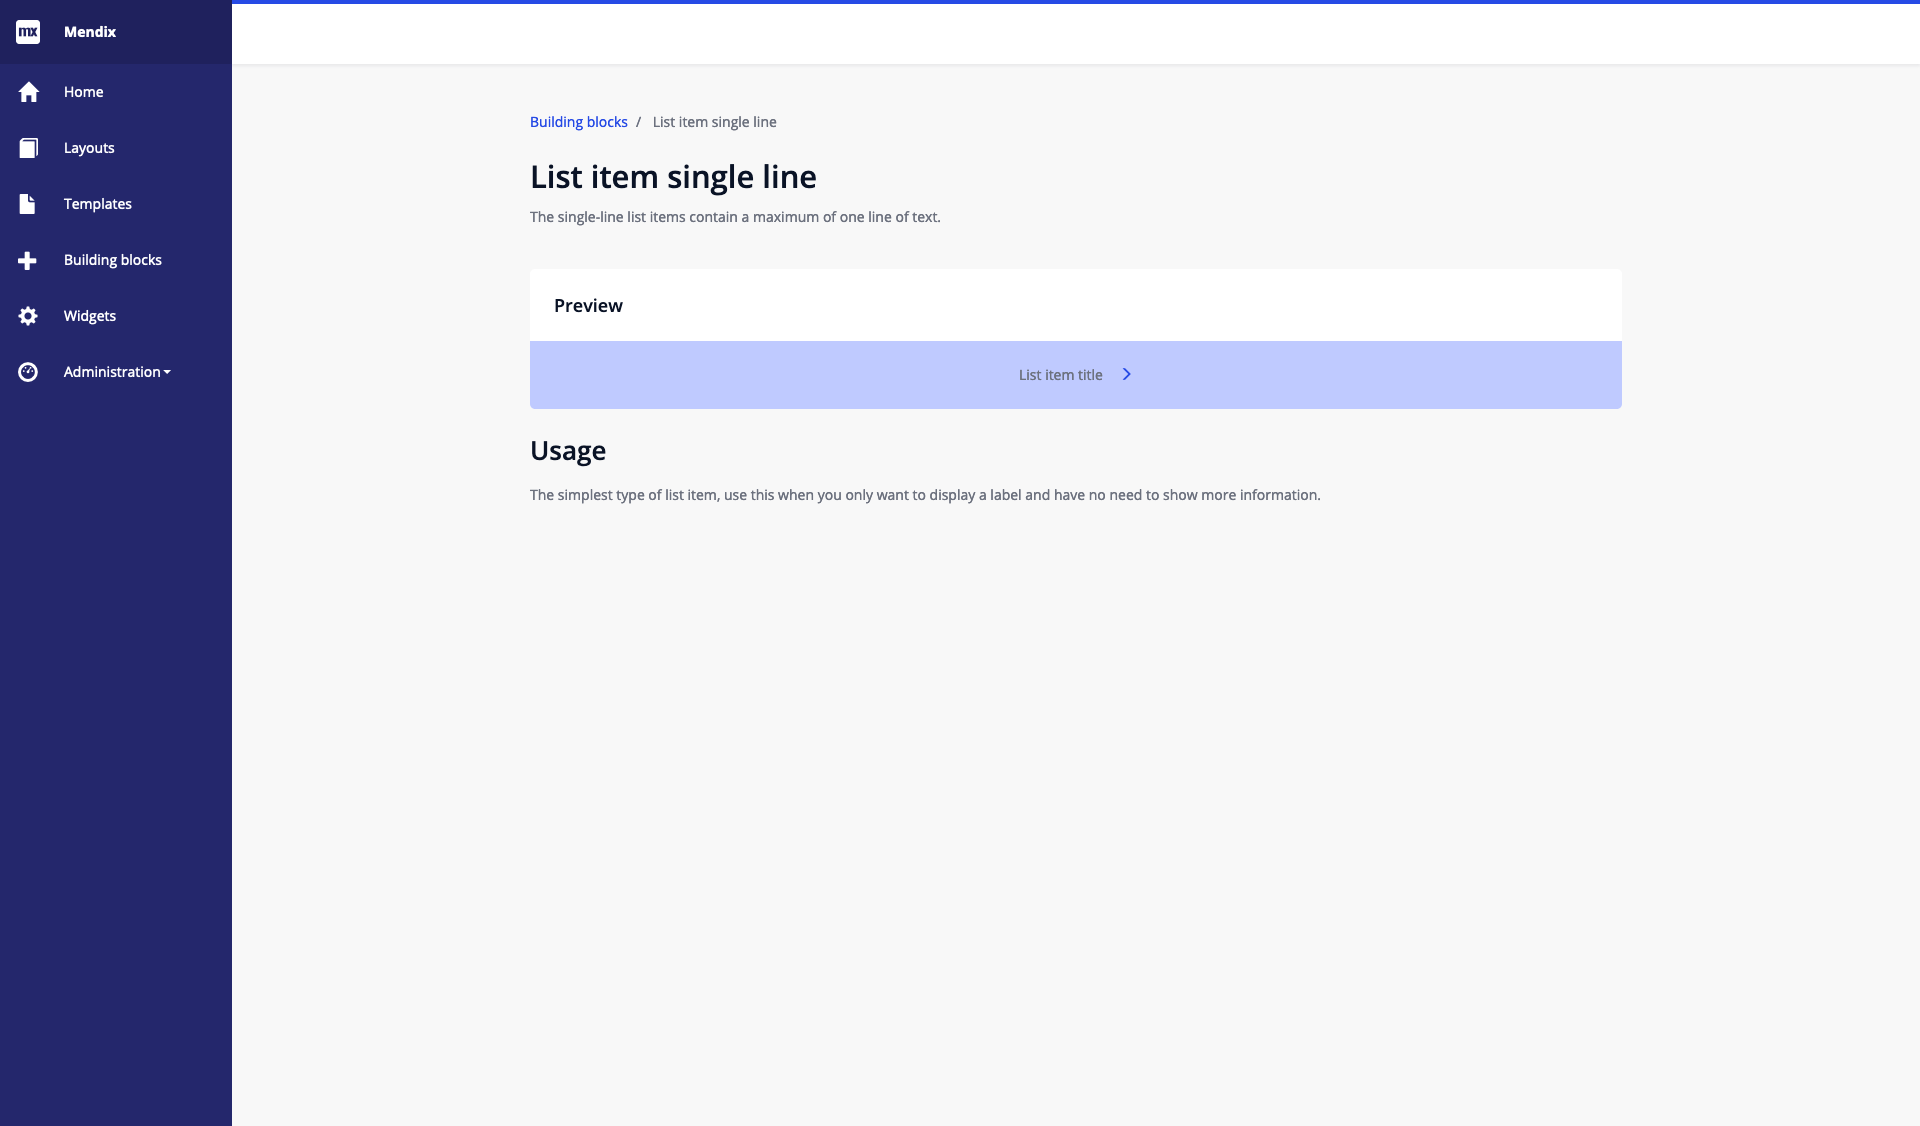 mx Mendix
Home
Layouts
Templates
Building blocks
Widgets
Administration
Building blocks / List item single line
List item single line
The single-line list items contain a maximum of one line of text.
Preview
List item title
Usage
The simplest type of list item, use this when you only want to display a label and have no need to show more information.